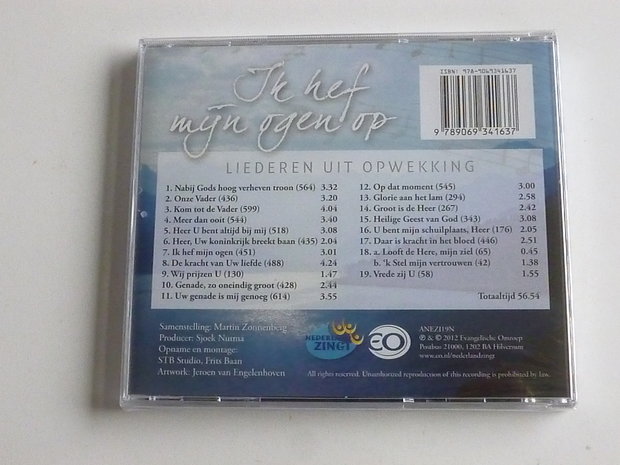 Ik hef
mijn ogen op
ISBN: 978-9069341637
9 789069 341637
LIEDEREN UIT OPWEKKING
1. Nabij Gods hoog verheven troon (564) 3.32
2. Onze Vader (436) 3.20
3. Kom tot de Vader (599) 4.04
4. Meer dan ooit (544) 3.40
5. Heer U bent altijd bij mij (518) 3.08
6. Heer, Uw koninkrijk breekt baan (435) 2.04
7. Ik hef mijn ogen (451) 3.01
8. De kracht van Uw liefde (488) 4.24
9. Wij prijzen U (130) 1.47
10. Genade, zo oneindig groot (428) 2.44
11. Uw genade is mij genoeg (614) 3.55
12. Op dat moment (545) 3.00
13. Glorie aan het lam (294) 2.58
14. Groot is de Heer (267) 2.42
15. Heilige Geest van God (343) 3.08
16. U bent mijn schuilplaats, Heer (176) 2.05
17. Daar is kracht in het bloed (446) 2.51
18. a. Looft de Here, mijn ziel (65) 0.45
b. 'k Stel mijn vertrouwen (42) 1.38
19. Vrede zij U (58) 1.55
Totaaltijd 56.54
Samenstelling: Martin Zonnenberg
Producer: Sjoek Nutma
Opname en montage:
STB Studio, Frits Baan
Artwork: Jeroen van Engelenhoven
NEDERLAND
ZINGT
EO
ANEZI19N
℗ & © 2012 Evangelische Omroep
Postbus 21000, 1202 BA Hilversum
www.eo.nl/nederlandzingt
All rights reserved. Unauthorized reproduction of this recording is prohibited by law.